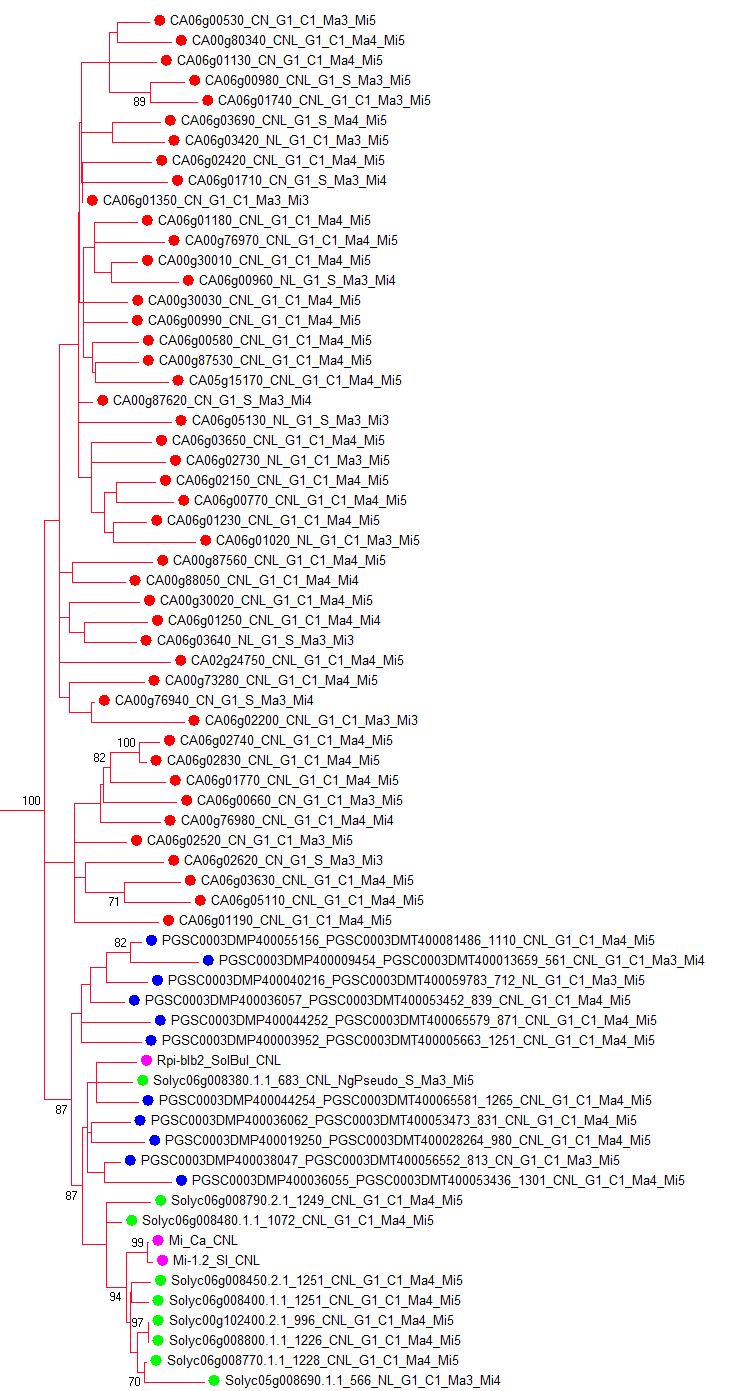 CA06g00530_CN_G1_C1_Ma3_Mi5
CA00g80340_CNL_G1_C1_Ma4_Mi5
CA06g01130_CN_G1_C1_Ma4_Mi5
CA06g00980_CNL_G1_S_Ma3_Mi5
89
CA06g01740_CNL_G1_C1_Ma3_Mi5
CA06g03690_CNL_G1_S_Ma4_Mi5
CA06g03420_NL_G1_C1_Ma3_Mi5
CA06g02420_CNL_G1_C1_Ma4_Mi5
CA06g01710_CN_G1_S_Ma3_Mi4
CA06g01350_CN_G1_C1_Ma3_Mi3
CA06g01180_CNL_G1_C1_Ma4_Mi5
CA00g76970_CNL_G1_C1_Ma4_Mi5
CA00g30010_CNL_G1_C1_Ma4_Mi5
CA06g00960_NL_G1_S_Ma3_Mi4
CA00g30030_CNL_G1_C1_Ma4_Mi5
CA06g00990_CNL_G1_C1_Ma4_Mi5
CA06g00580_CNL_G1_C1_Ma4_Mi5
CA00g87530_CNL_G1_C1_Ma4_Mi5
CA05g15170_CNL_G1_C1_Ma4_Mi5
CA00g87620_CN_G1_S_Ma3_Mi4
CA06g05130_NL_G1_S_Ma3_Mi3
CA06g03650_CNL_G1_C1_Ma4_Mi5
CA06g02730_NL_G1_C1_Ma3_Mi5
CA06g02150_CNL_G1_C1_Ma4_Mi5
CA06g00770_CNL_G1_C1_Ma4_Mi5
CA06g01230_CNL_G1_C1_Ma4_Mi5
CA06g01020_NL_G1_C1_Ma3_Mi5
CA00g87560_CNL_G1_C1_Ma4_Mi5
CA00g88050_CNL_G1_C1_Ma4_Mi4
CA00g30020_CNL_G1_C1_Ma4_Mi5
CA06g01250_CNL_G1_C1_Ma4_Mi4
CA06g03640_NL_G1_S_Ma3_Mi3
CA02g24750_CNL_G1_C1_Ma4_Mi5
CA00g73280_CNL_G1_C1_Ma4_Mi5
CA00g76940_CN_G1_S_Ma3_Mi4
CA06g02200_CNL_G1_C1_Ma3_Mi3
100 CA06g02740_CNL_G1_C1_Ma4_Mi5
82
CA06g02830_CNL_G1_C1_Ma4_Mi5
CA06g01770_CNL_G1_C1_Ma4_Mi5
100
CA06g00660_CN_G1_C1_Ma3_Mi5
CA00g76980_CNL_G1_C1_Ma4_Mi4
CA06g02520_CN_G1_C1_Ma3_Mi5
CA06g02620_CN_G1_S_Ma3_Mi3
CA06g03630_CNL_G1_C1_Ma4_Mi5
71
CA06g05110_CNL_G1_C1_Ma4_Mi5
CA06g01190_CNL_G1_C1_Ma4_Mi5
82 PGSC0003DMP400055156_PGSC0003DMT400081486_1110_CNL_G1_C1_Ma4_Mi5
PGSC0003DMP400009454_PGSC0003DMT400013659_561_CNL_G1_C1_Ma3_Mi4
PGSC0003DMP400040216_PGSC0003DMT400059783_712_NL_G1_C1_Ma3_Mi5
PGSC0003DMP400036057_PGSC0003DMT400053452_839_CNL_G1_C1_Ma4_Mi5
PGSC0003DMP400044252_PGSC0003DMT400065579_871_CNL_G1_C1_Ma4_Mi5
PGSC0003DMP400003952_PGSC0003DMT400005663_1251_CNL_G1_C1_Ma4_Mi5
Rpi-blb2_SolBul_CNL
Solyc06g008380.1.1_683_CNL_NgPseudo_S_Ma3_Mi5
87
PGSC0003DMP400044254_PGSC0003DMT400065581_1265_CNL_G1_C1_Ma4_Mi5
PGSC0003DMP400036062_PGSC0003DMT400053473_831_CNL_G1_C1_Ma4_Mi5
PGSC0003DMP400019250_PGSC0003DMT400028264_980_CNL_G1_C1_Ma4_Mi5
PGSC0003DMP400038047_PGSC0003DMT400056552_813_CN_G1_C1_Ma3_Mi5
PGSC0003DMP400036055_PGSC0003DMT400053436_1301_CNL_G1_C1_Ma4_Mi5
87
Solyc06g008790.2.1_1249_CNL_G1_C1_Ma4_Mi5
Solyc06g008480.1.1_1072_CNL_G1_C1_Ma4_Mi5
99 Mi_Ca_CNL
Mi-1.2_Sl_CNL
Solyc06g008450.2.1_1251_CNL_G1_C1_Ma4_Mi5
94
Solyc06g008400.1.1_1251_CNL_G1_C1_Ma4_Mi5
97 Solyc00g102400.2.1_996_CNL_G1_C1_Ma4_Mi5
Solyc06g008800.1.1_1226_CNL_G1_C1_Ma4_Mi5
Solyc06g008770.1.1_1228_CNL_G1_C1_Ma4_Mi5
70 Solyc05g008690.1.1_566_NL_G1_C1_Ma3_Mi4